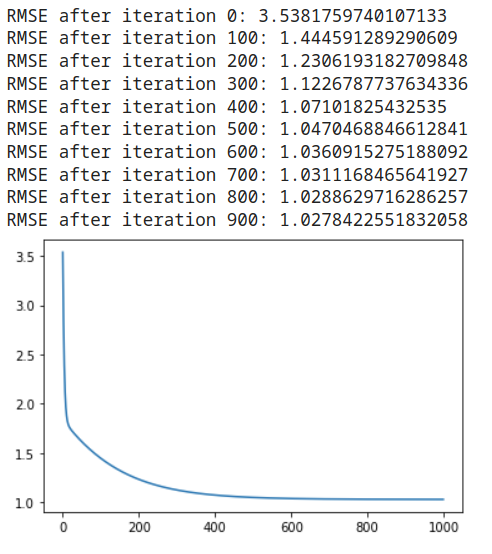 RMSE after iteration 0: 3.5381759740107133
RMSE after iteration 100: 1.444591289290609
RMSE after iteration 200: 1.2306193182709848
RMSE after iteration 300: 1.1226787737634336
RMSE after iteration 400: 1.07101825432535
RMSE after iteration 500: 1.0470468846612841
RMSE after iteration 600: 1.0360915275188092
RMSE after iteration 700: 1.0311168465641927
RMSE after iteration 800: 1.0288629716286257
RMSE after iteration 900: 1.0278422551832058
3.5
3.0
2.5
2.0
1.5
1.0
0 200 400 600 800 1000